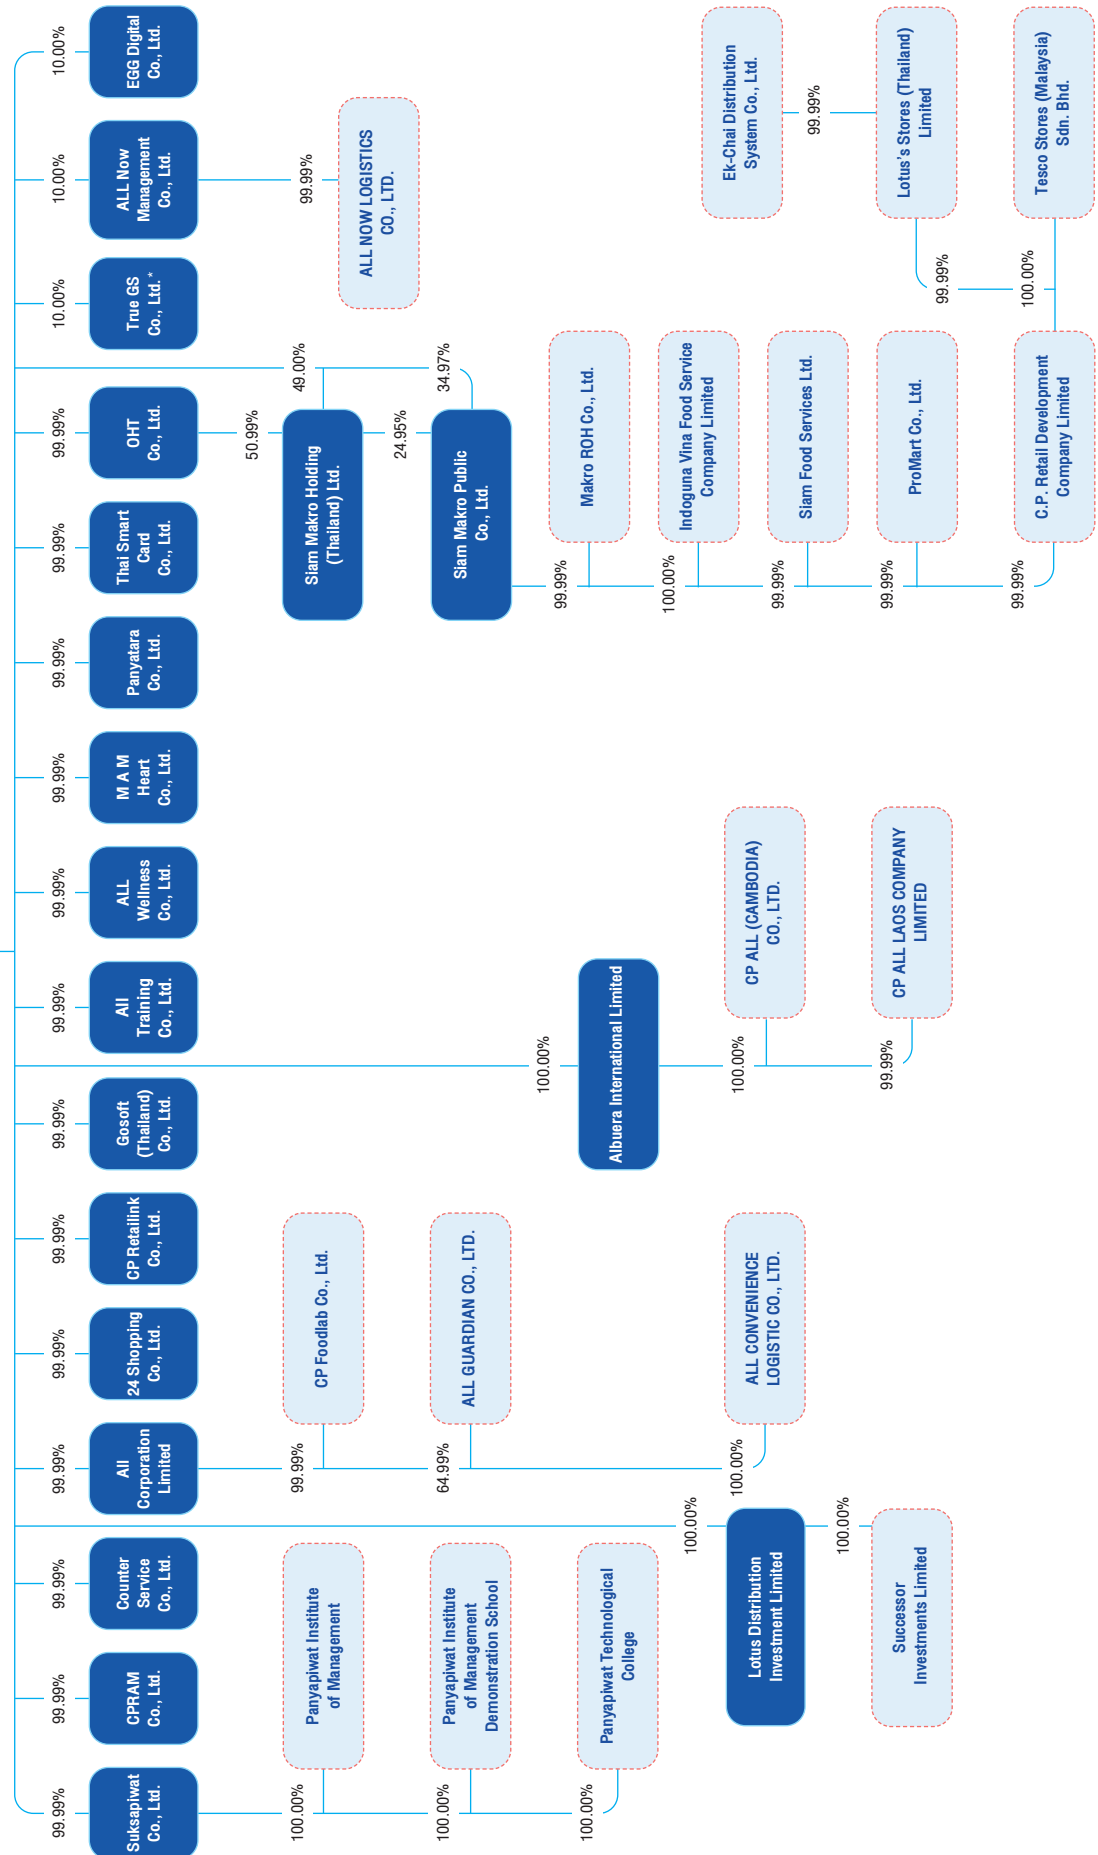 99.99%
Suksapiwat
Co., Ltd.
100.00%
Panyapiwat Institute
of Management
100.00%
Panyapiwat Institute
of Management
Demonstration School
100.00%
Panyapiwat Technological
College
99.99%
CPRAM
Co., Ltd.
99.99%
Counter
Service
Co., Ltd.
100.00%
Lotus Distribution
Investment Limited
100.00%
Successor
Investments Limited
99.99%
All
Corporation
Limited
99.99%
CP Foodlab Co., Ltd.
64.99%
ALL GUARDIAN CO., LTD.
100.00%
ALL CONVENIENCE
LOGISTIC CO., LTD.
99.99%
24 Shopping
Co., Ltd.
99.99%
CP Retailink
Co., Ltd.
99.99%
Gosoft
(Thailand)
Co., Ltd.
100.00%
Albuera International Limited
100.00%
CP ALL (CAMBODIA)
CO., LTD.
99.99%
CP ALL LAOS COMPANY
LIMITED
99.99%
All
Training
Co., Ltd.
99.99%
ALL
Wellness
Co., Ltd.
99.99%
M A M
Heart
Co., Ltd.
99.99%
Panyatara
Co., Ltd.
99.99%
Thai Smart
Card
Co., Ltd.
99.99%
OHT
Co., Ltd.
50.99%
49.00%
Siam Makro Holding
(Thailand) Ltd.
24.95%
34.97%
Siam Makro Public
Co., Ltd.
99.99%
Makro ROH Co., Ltd.
100.00%
Indoguna Vina Food Service
Company Limited
99.99%
Siam Food Services Ltd.
99.99%
ProMart Co., Ltd.
99.99%
C.P. Retail Development
Company Limited
99.99%
Lotus's Stores (Thailand)
Limited
99.99%
Ek-Chai Distribution
System Co., Ltd.
100.00%
Tesco Stores (Malaysia)
Sdn. Bhd.
10.00%
True GS
Co., Ltd.*
10.00%
ALL Now
Management
Co., Ltd.
99.99%
ALL NOW LOGISTICS
CO., LTD.
10.00%
EGG Digital
Co., Ltd.